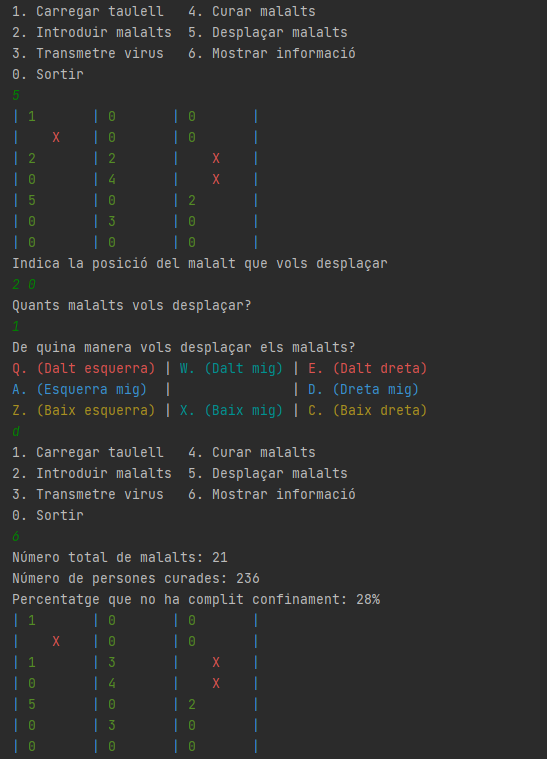 1. Carregar taulell   4. Curar malalts
2. Introduir malalts  5. Desplaçar malalts
3. Transmetre virus   6. Mostrar informació
0. Sortir
5
| 1       | 0       | 0       |
|    X    | 0       | 0       |
| 2       | 2       |    X    |
| 0       | 4       |    X    |
| 5       | 0       | 2       |
| 0       | 3       | 0       |
| 0       | 0       | 0       |
Indica la posició del malalt que vols desplaçar
2 0
Quants malalts vols desplaçar?
1
De quina manera vols desplaçar els malalts?
Q. (Dalt esquerra) | W. (Dalt mig) | E. (Dalt dreta)
A. (Esquerra mig)  |               | D. (Dreta mig)
Z. (Baix esquerra) | X. (Baix mig) | C. (Baix dreta)
d
1. Carregar taulell   4. Curar malalts
2. Introduir malalts  5. Desplaçar malalts
3. Transmetre virus   6. Mostrar informació
0. Sortir
6
Número total de malalts: 21
Número de persones curades: 236
Percentatge que no ha complit confinament: 28%
| 1       | 0       | 0       |
|    X    | 0       | 0       |
| 1       | 3       |    X    |
| 0       | 4       |    X    |
| 5       | 0       | 2       |
| 0       | 3       | 0       |
| 0       | 0       | 0       |